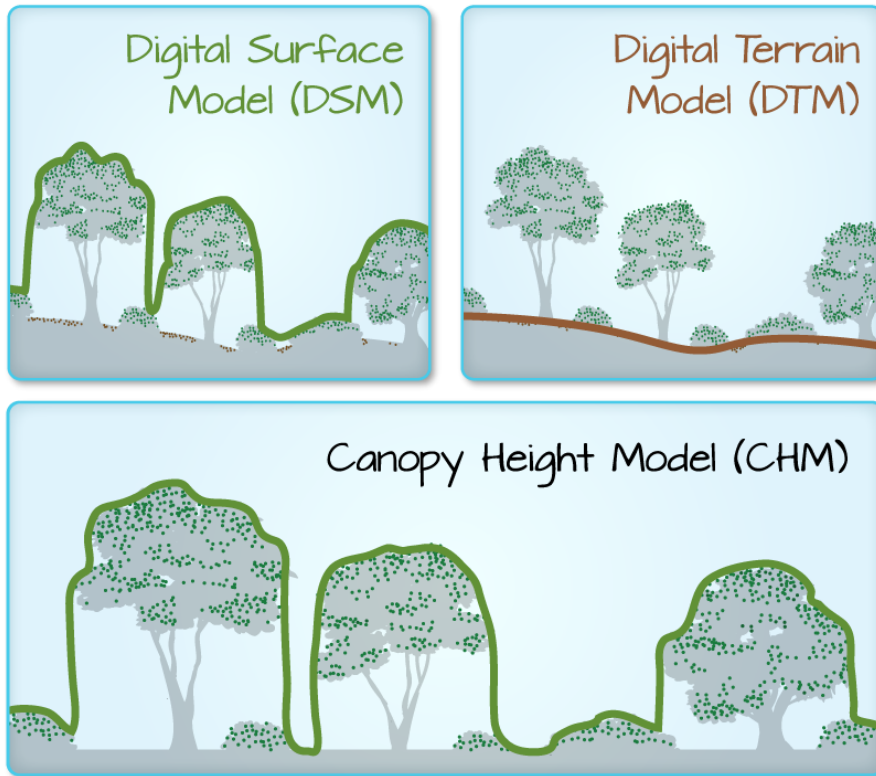 Digital Surface
Model (DSM)
Digital Terrain
Model (DTM)
Canopy Height Model (CHM)